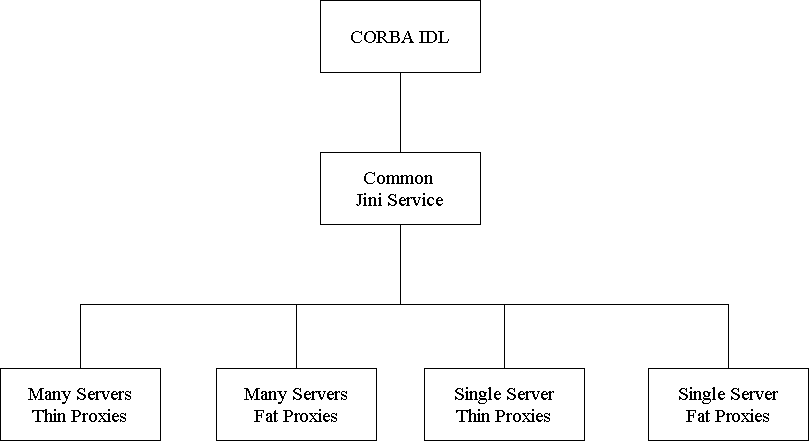 CORBA IDL
Common
Jini Service
Many Servers
Thin Proxies
Many Servers
Fat Proxies
Single Server
Thin Proxies
Single Server
Fat Proxies